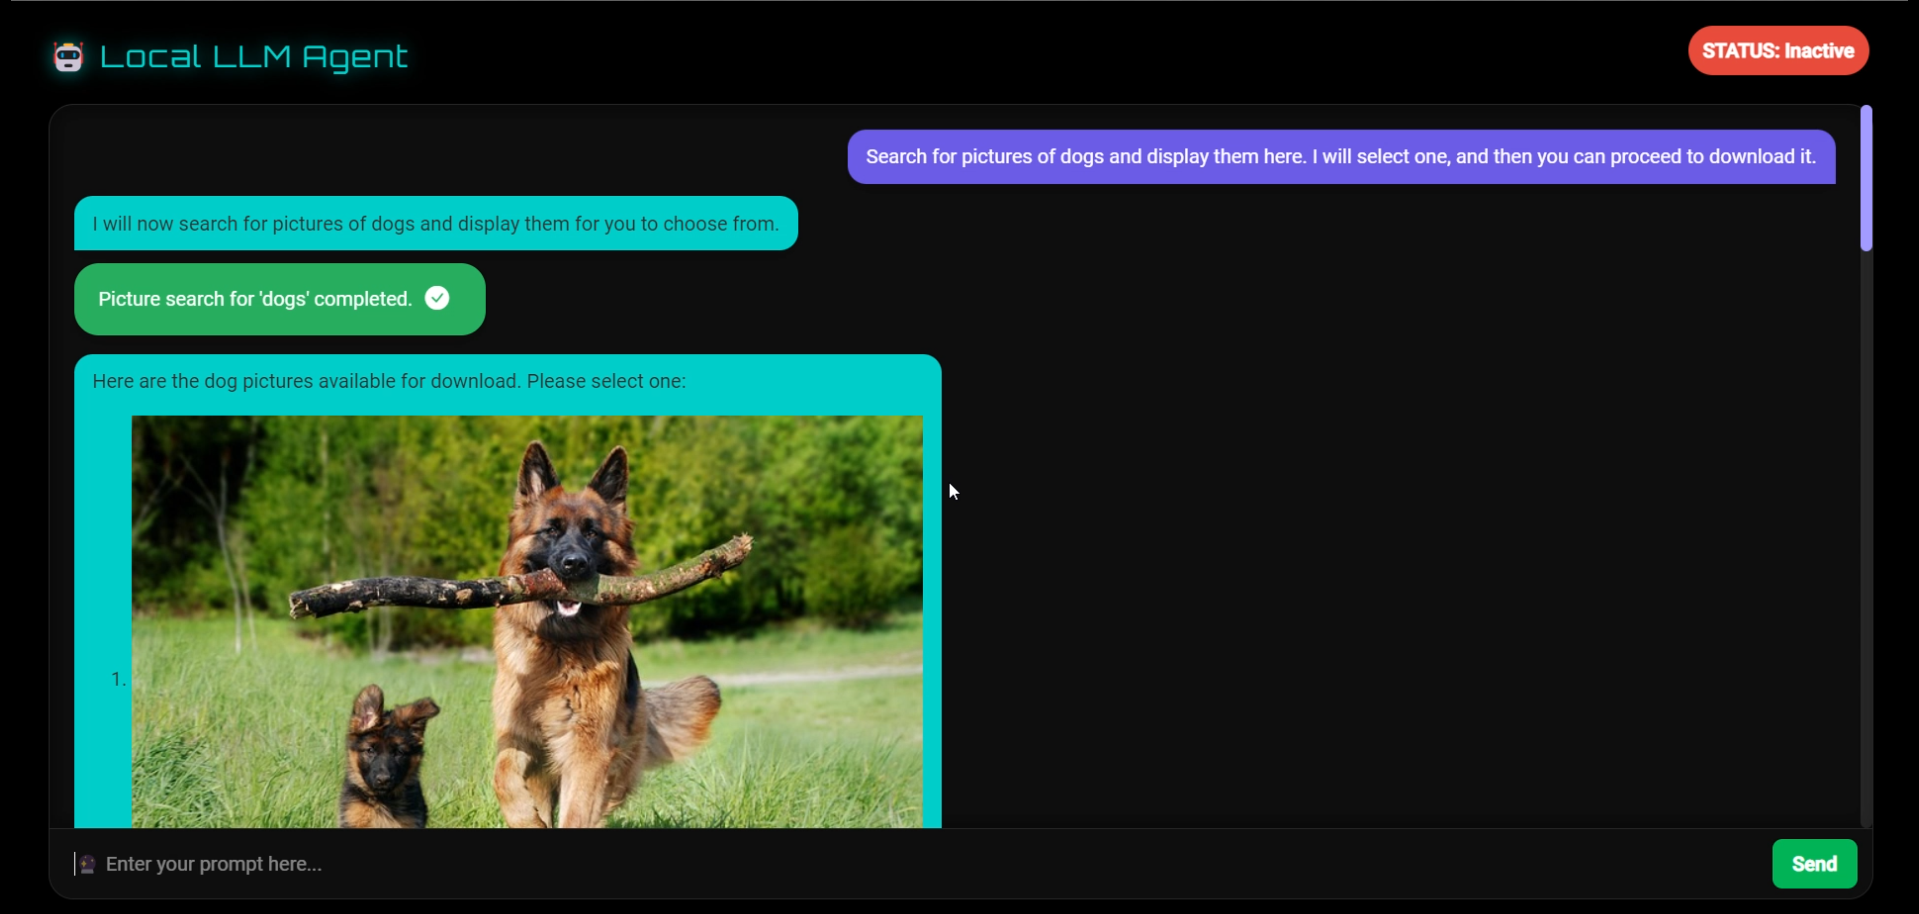 Local LLM Agent
STATUS: Inactive
Search for pictures of dogs and display them here. I will select one, and then you can proceed to download it.
I will now search for pictures of dogs and display them for you to choose from.
Picture search for 'dogs' completed.
Here are the dog pictures available for download. Please select one:
1.
Enter your prompt here...
Send